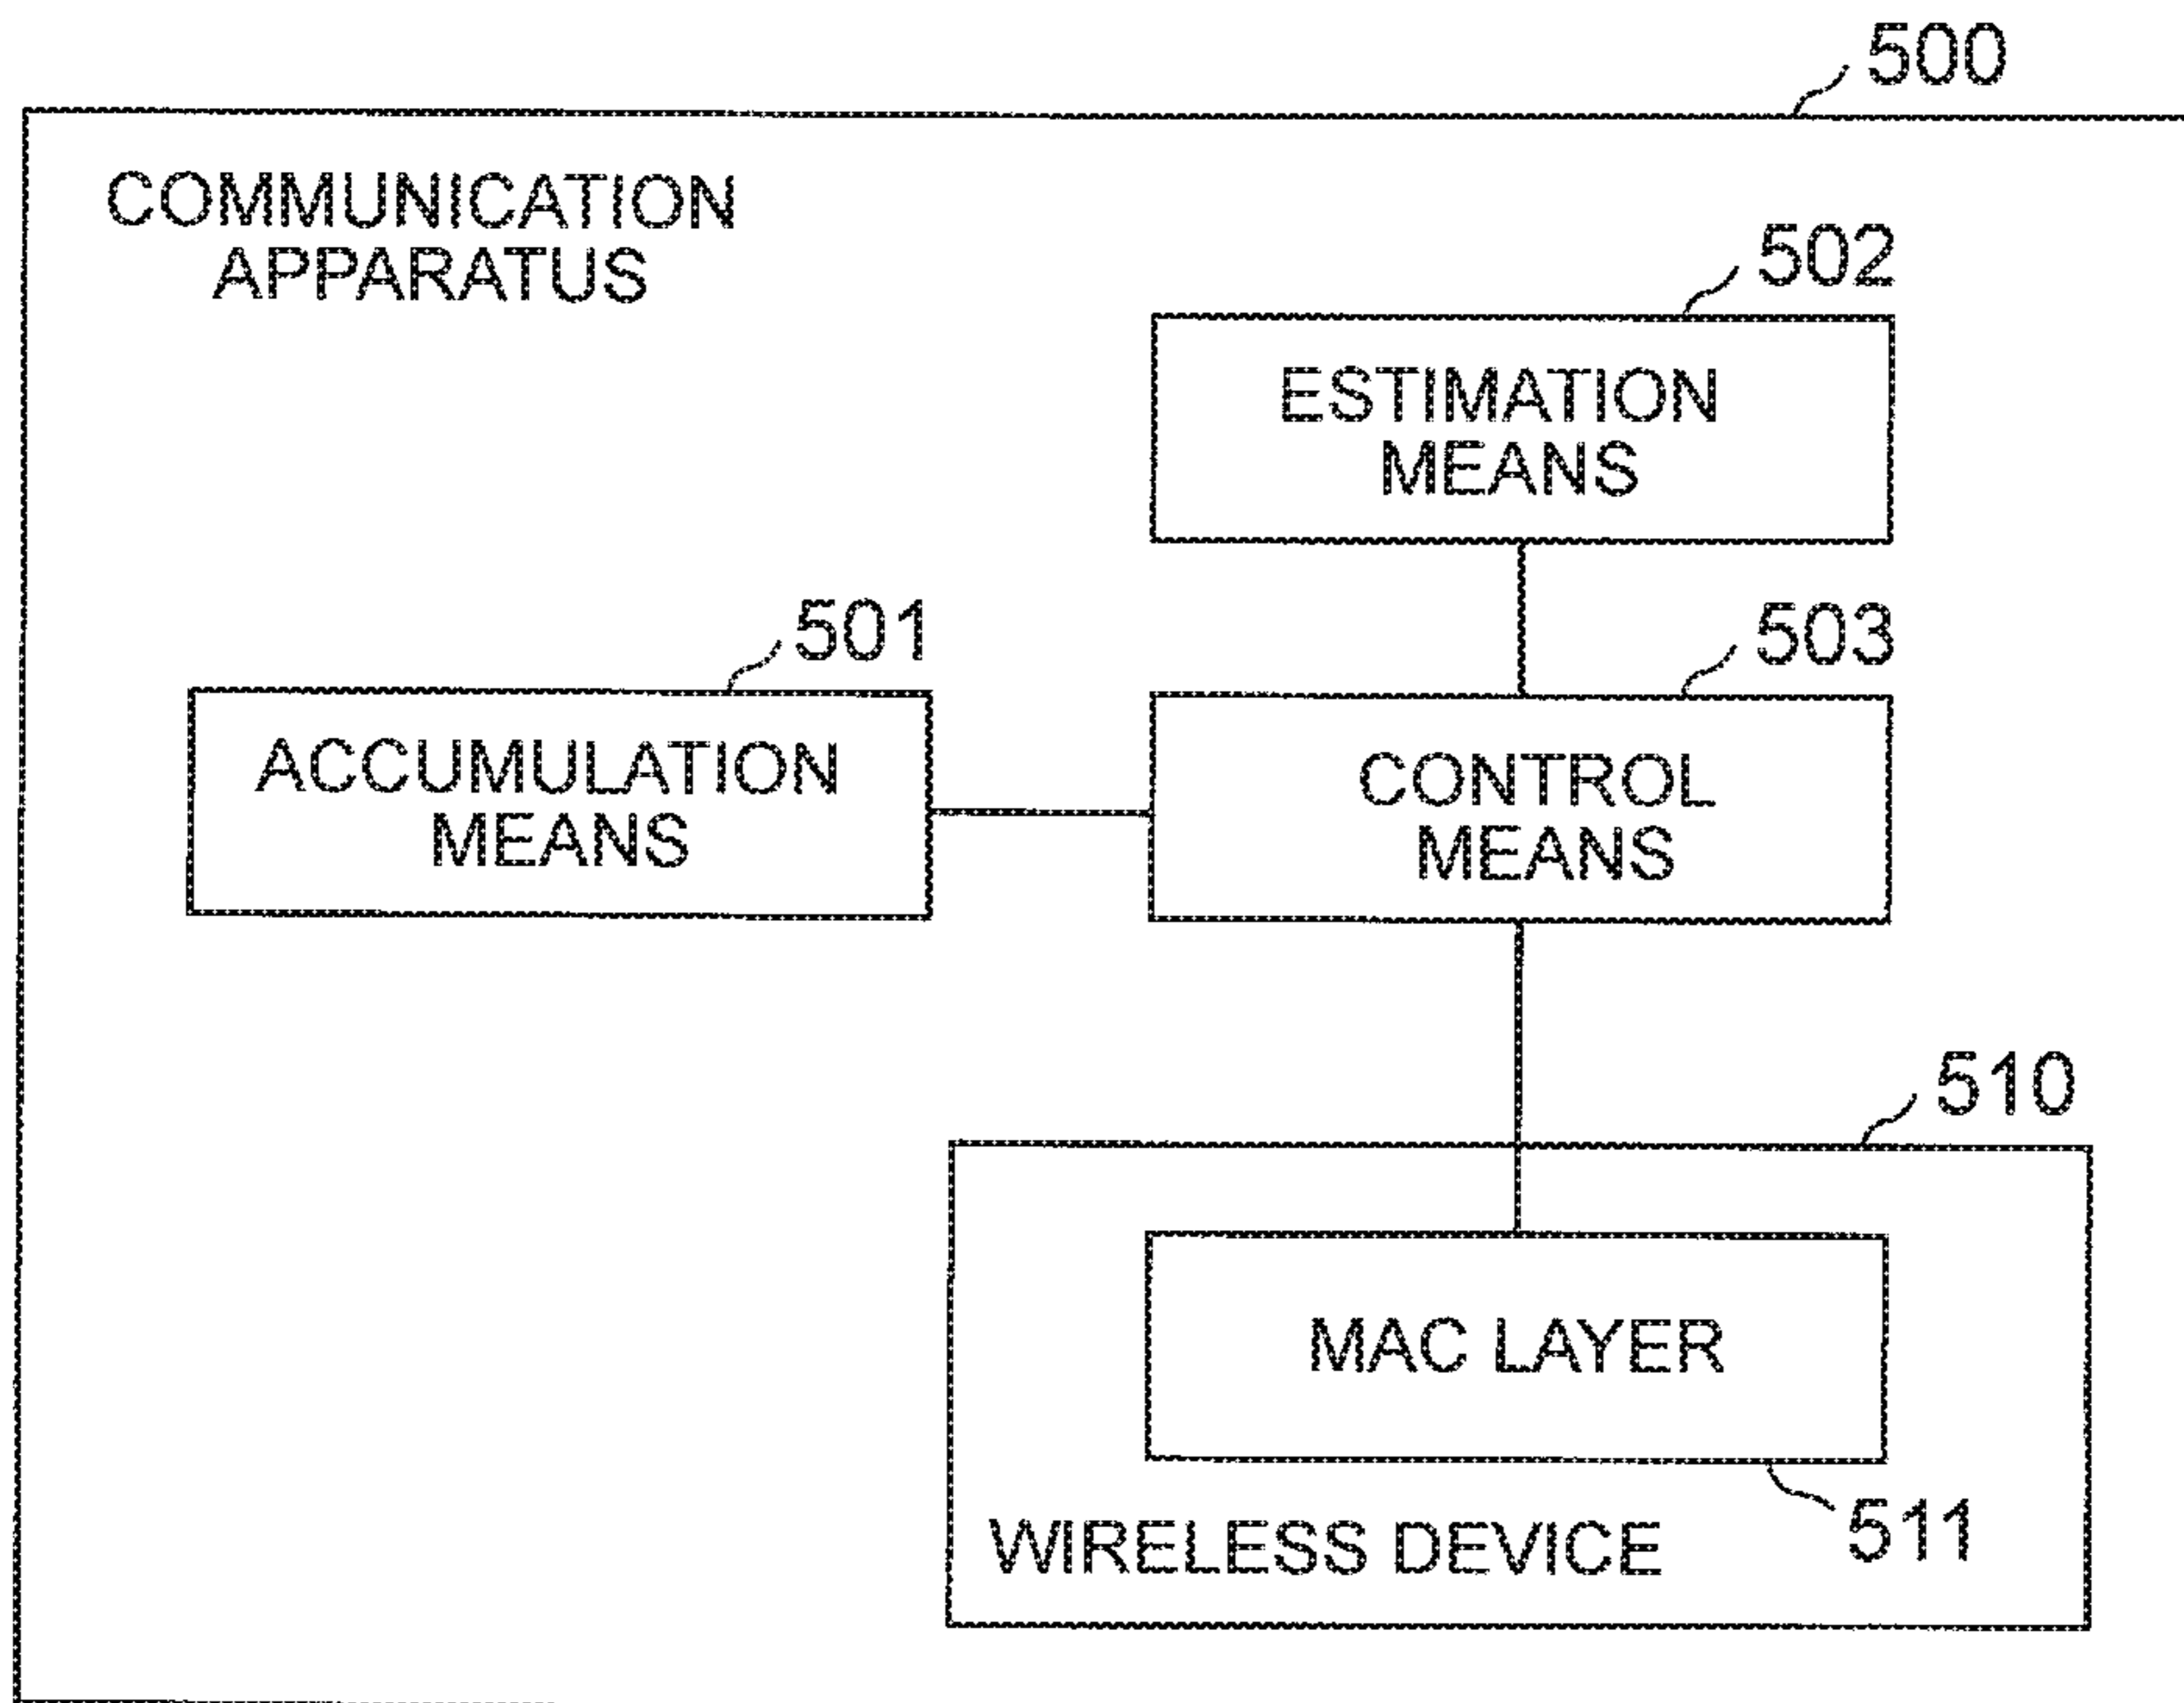 500
COMMUNICATION
APPARATUS
502
ESTIMATION
MEANS
501
503
ACCUMULATION
MEANS
CONTROL
MEANS
510
MAC LAYER
511
WIRELESS DEVICE